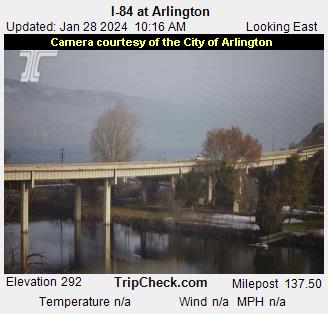 I-84 at Arlington
Updated: Jan 28 2024 10:16 AM Looking East
Camera courtesy of the City of Arlington
Elevation 292 TripCheck.com Milepost 137.50
Temperature n/a Wind n/a MPH n/a